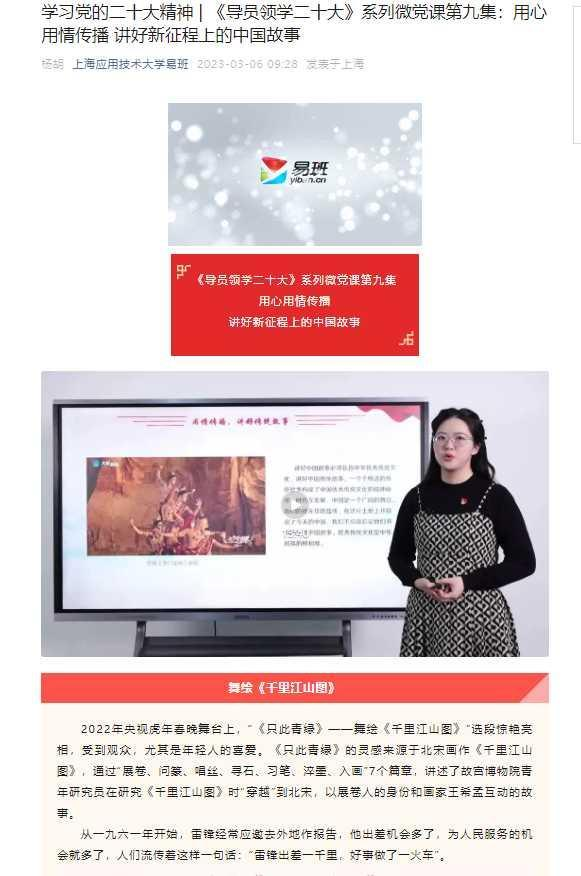 学习党的二十大精神 | 《导员领学二十大》系列微党课第九集：用心
用情传播 讲好新征程上的中国故事
杨胡 上海应用技术大学易班 2023-03-06 09:28 发表于上海
易班
yiban.cn
《导员领学二十大》系列微党课第九集
用心用情传播
讲好新征程上的中国故事
用情传播，讲好传统故事
舞绘《千里江山图》
2022年央视虎年春晚舞台上，“《只此青绿》——舞绘《千里江山图》”选段惊艳亮
相，受到观众，尤其是年轻人的喜爱。《只此青绿》的灵感来源于北宋画作《千里江山
图》，通过“展卷、问篆、唱丝、寻石、习笔、淬墨、入画”7个篇章，讲述了故宫博物院青
年研究员在研究《千里江山图》时“穿越”到北宋，以展卷人的身份和画家王希孟互动的故
事。
从一九六一年开始，雷锋经常应邀去外地作报告，他出差机会多了，为人民服务的机
会就多了，人们流传着这样一句话：“雷锋出差一千里，好事做了一火车”。